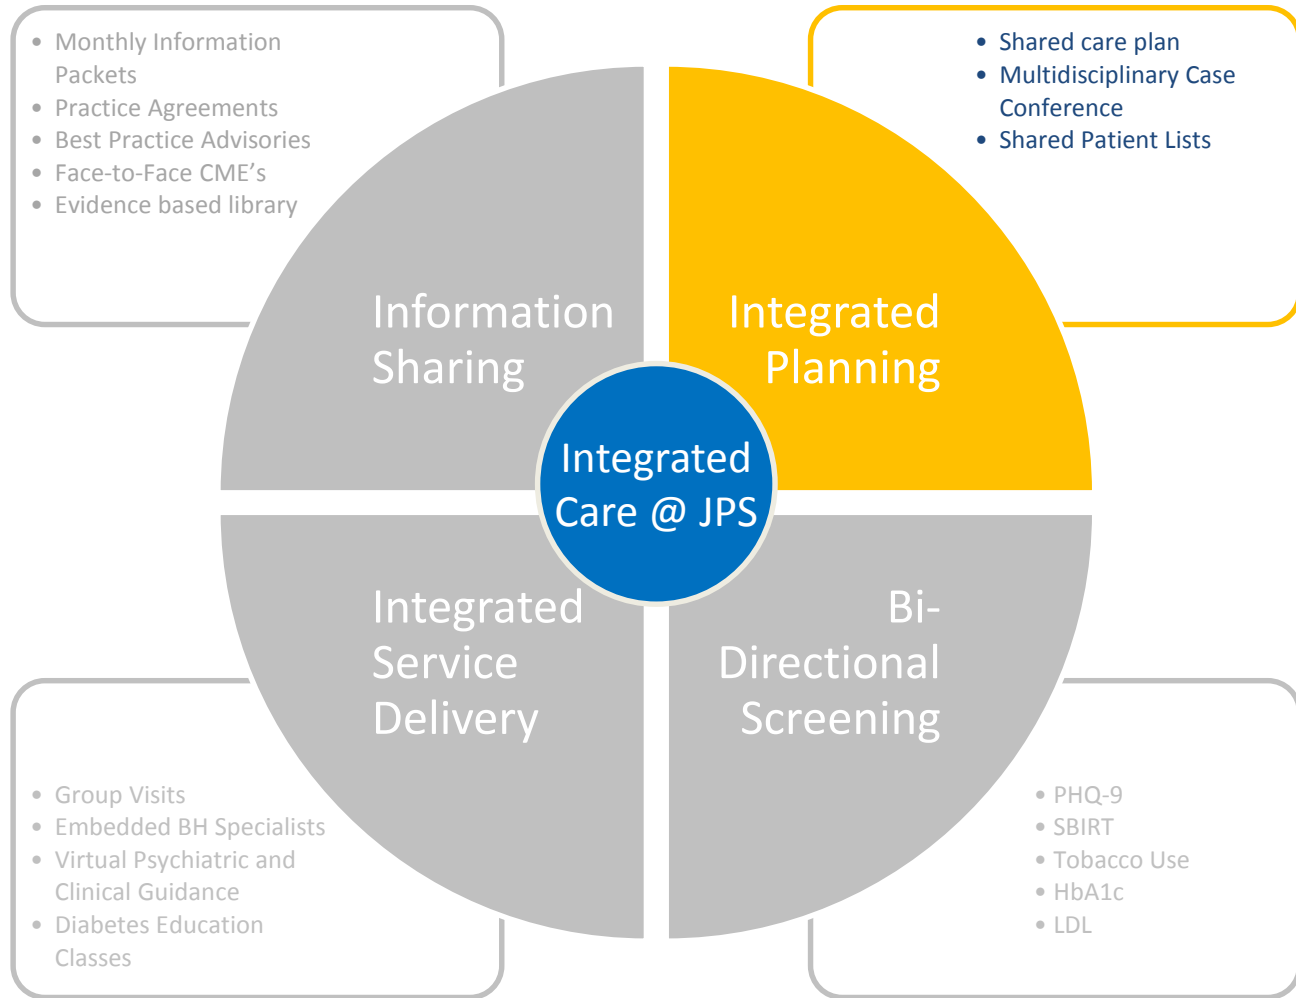 • Monthly Information
Packets
• Practice Agreements
• Best Practice Advisories
• Face-to-Face CME's
• Evidence based library
• Shared care plan
• Multidisciplinary Case
Conference
• Shared Patient Lists
Information
Sharing
Integrated
Planning
Integrated
Care @ JPS
Integrated
Service
Delivery
Bi-
Directional
Screening
• Group Visits
• Embedded BH Specialists
• Virtual Psychiatric and
Clinical Guidance
• Diabetes Education
Classes
• PHQ-9
• SBIRT
• Tobacco Use
• HbA1c
• LDL